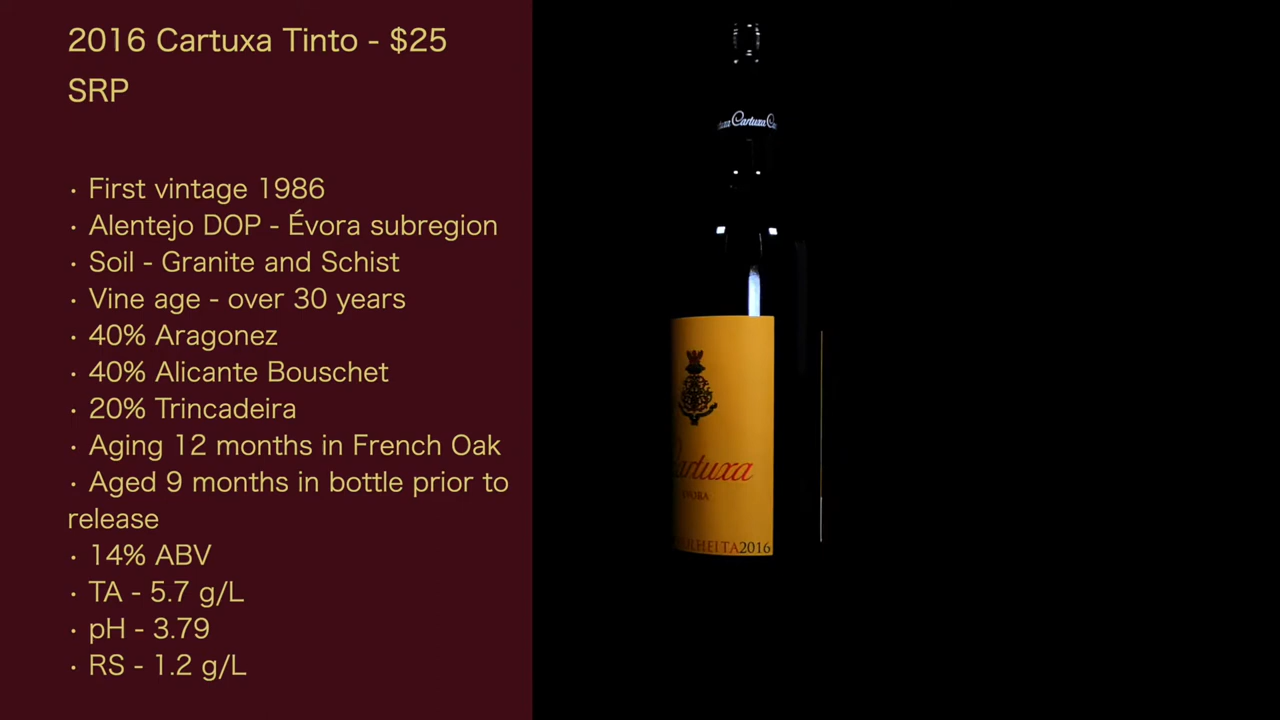 2016 Cartuxa Tinto - $25
SRP
· First vintage 1986
· Alentejo DOP - Évora subregion
· Soil - Granite and Schist
· Vine age - over 30 years
· 40% Aragonez
· 40% Alicante Bouschet
· 20% Trincadeira
· Aging 12 months in French Oak
· Aged 9 months in bottle prior to
release
· 14% ABV
· TA - 5.7 g/L
· pH - 3.79
· RS - 1.2 g/L
Cartuxa
Cartuxa
ÉVORA
2016